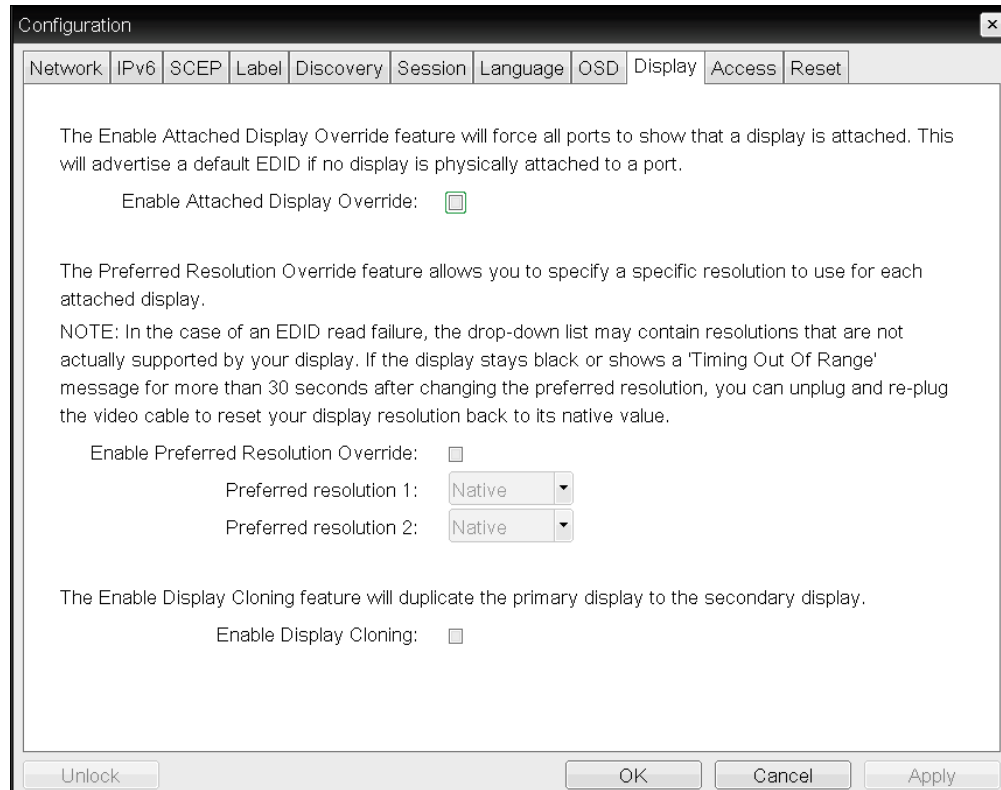 Configuration
Network IPv6 SCEP Label Discovery Session Language OSD Display Access Reset
The Enable Attached Display Override feature will force all ports to show that a display is attached. This
will advertise a default EDID if no display is physically attached to a port.
Enable Attached Display Override:
The Preferred Resolution Override feature allows you to specify a specific resolution to use for each
attached display.
NOTE: In the case of an EDID read failure, the drop-down list may contain resolutions that are not
actually supported by your display. If the display stays black or shows a 'Timing Out Of Range'
message for more than 30 seconds after changing the preferred resolution, you can unplug and re-plug
the video cable to reset your display resolution back to its native value.
Enable Preferred Resolution Override:
Preferred resolution 1: Native
Preferred resolution 2: Native
The Enable Display Cloning feature will duplicate the primary display to the secondary display.
Enable Display Cloning:
Unlock OK Cancel Apply